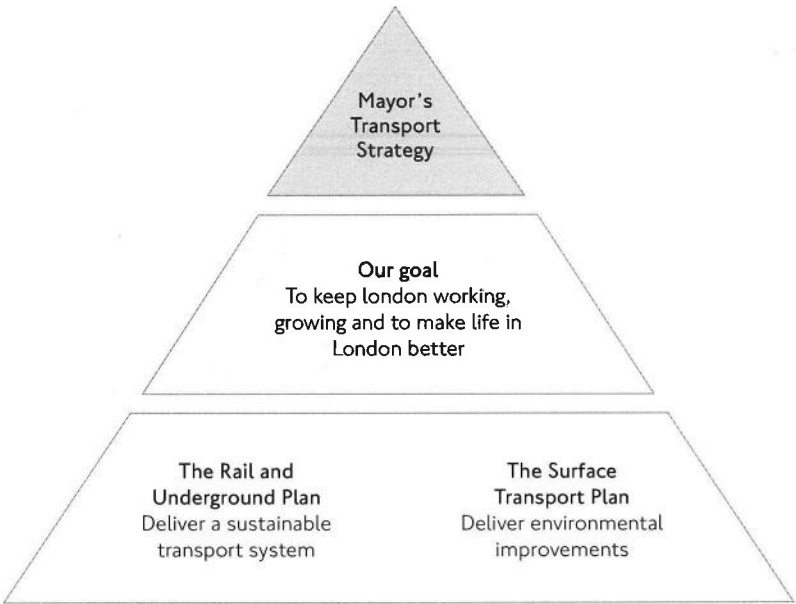 Mayor's
Transport
Strategy
Our goal
To keep london working,
growing and to make life in
London better
The Rail and
Underground Plan
Deliver a sustainable
transport system
The Surface
Transport Plan
Deliver environmental
improvements